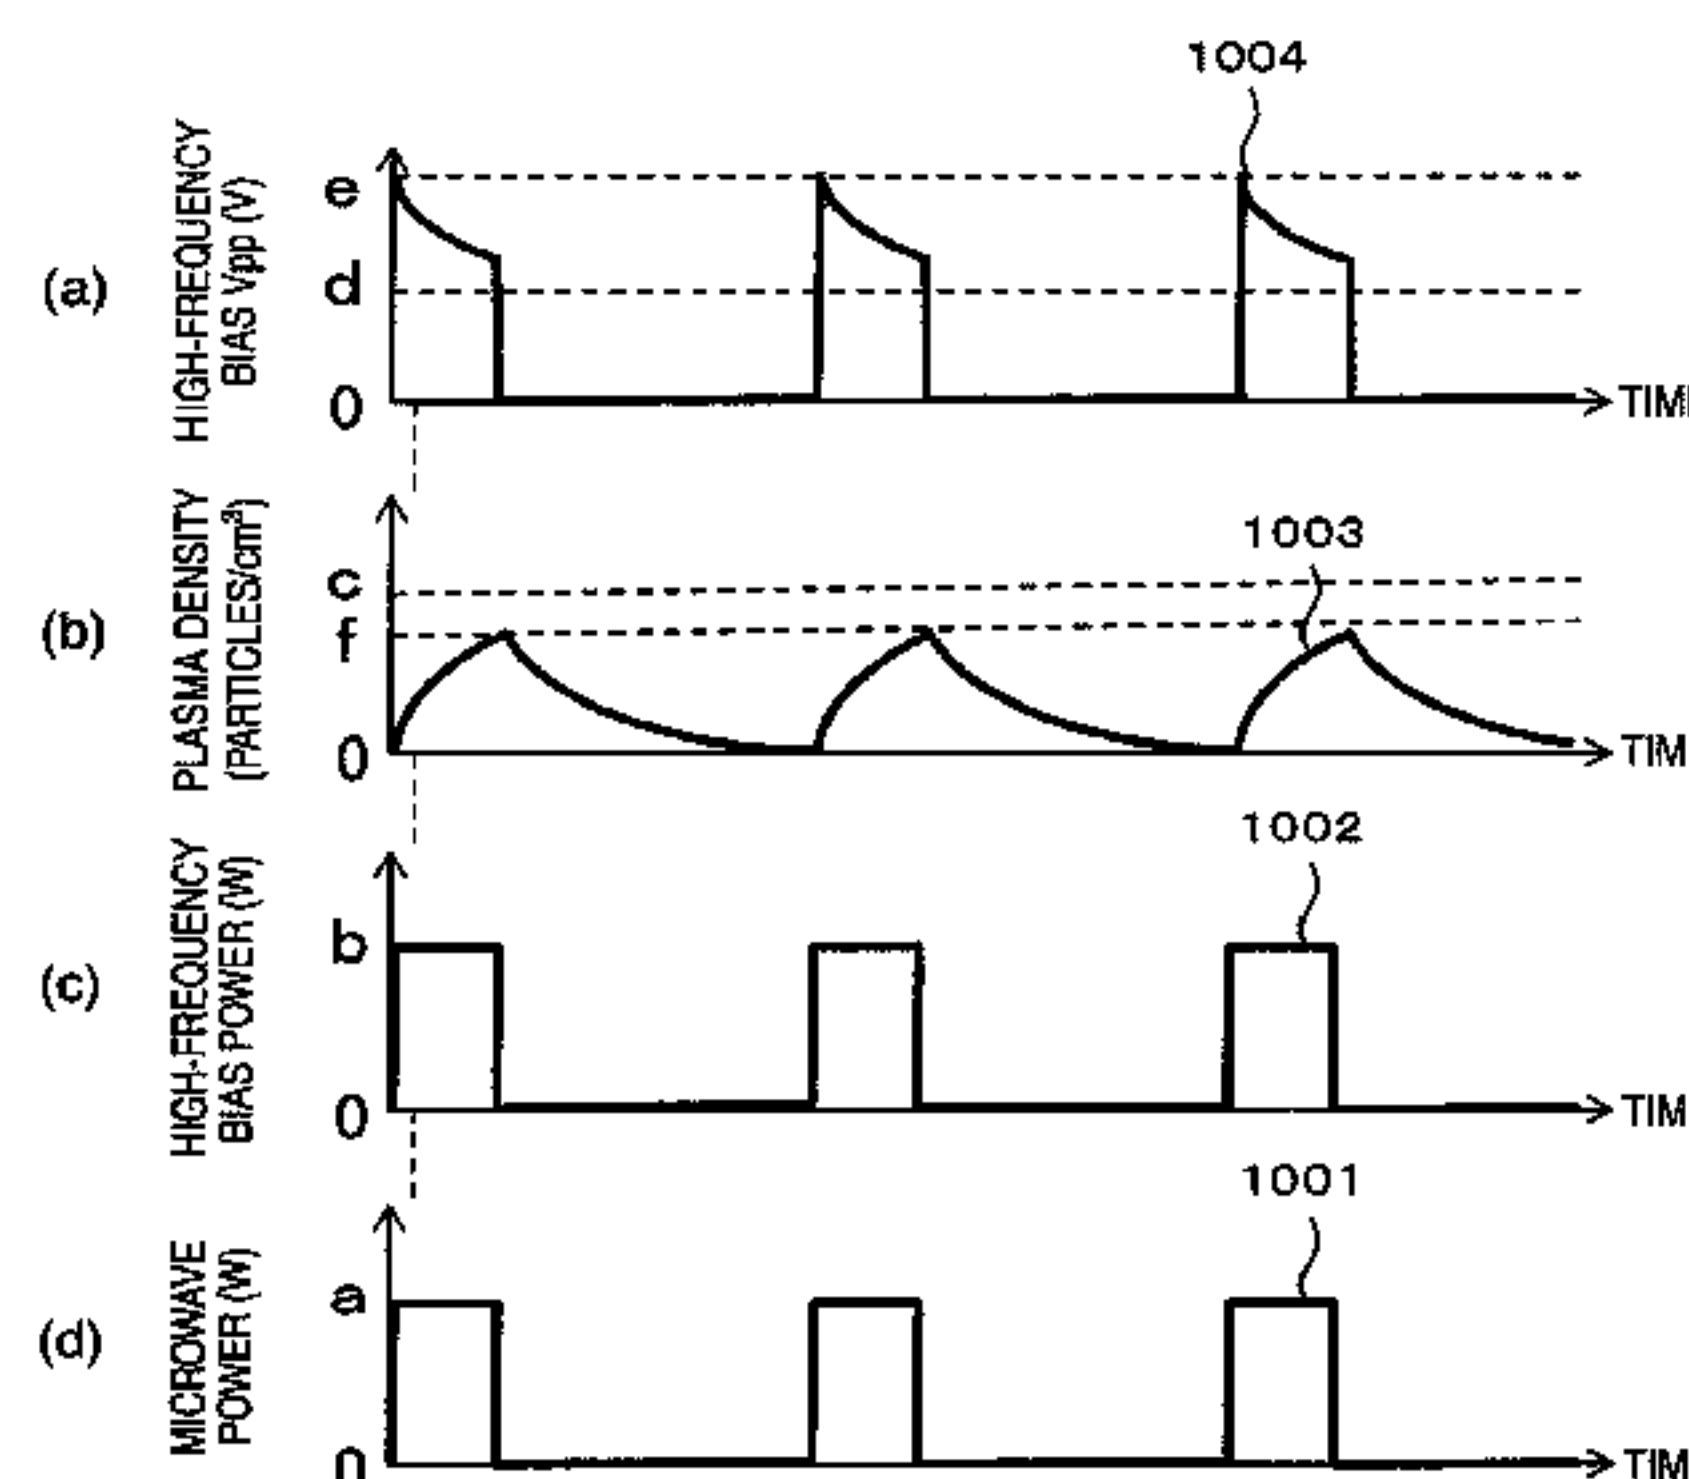 1004
(a)
HIGH-FREQUENCY
BIAS Vpp (V)
e
d
0
TIM
(b)
PLASMA DENSITY
(PARTICLES/cm³)
1003
c
f
0
TIM
(c)
HIGH-FREQUENCY
BIAS POWER (W)
1002
b
0
TIM
(d)
MICROWAVE
POWER (W)
1001
a
0
TIM